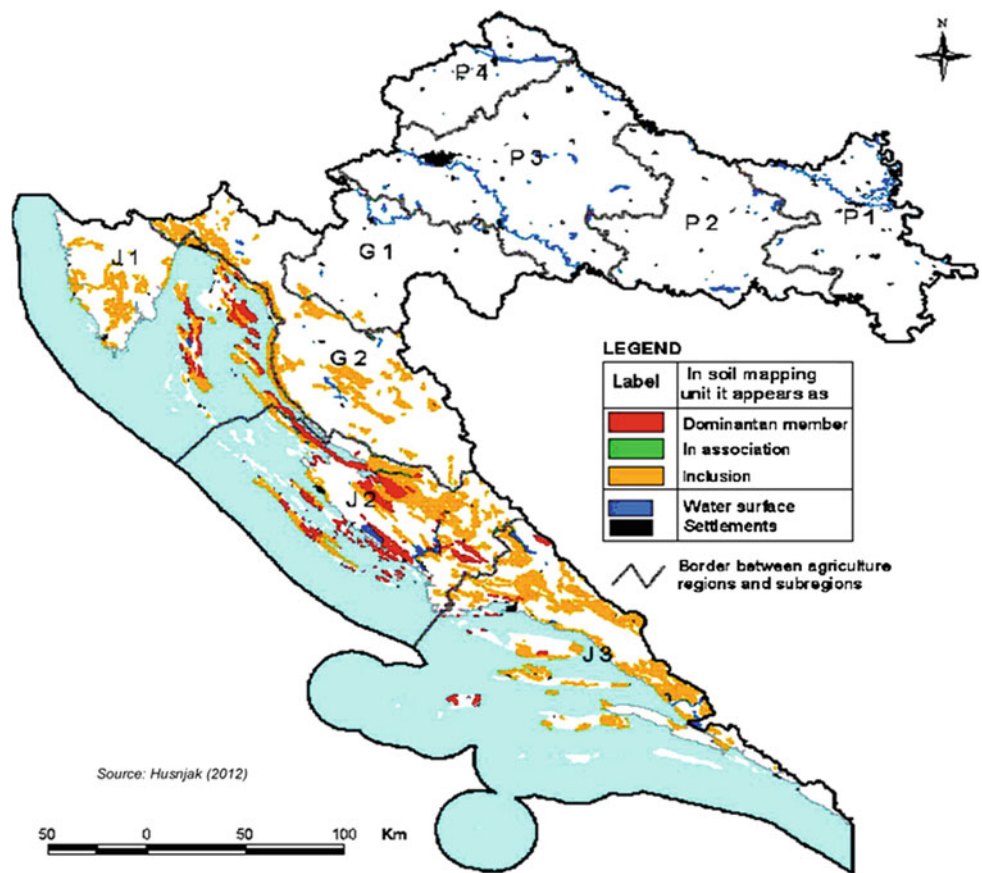 N
P 4
P 3
P 1
P 2
J 1
G 1
G 2
J 2
J 3
LEGEND
Label In soil mapping
unit it appears as
Dominantan member
In association
Inclusion
Water surface
Settlements
Border between agriculture
regions and subregions
Source: Husnjak (2012)
50 0 50 100 Km